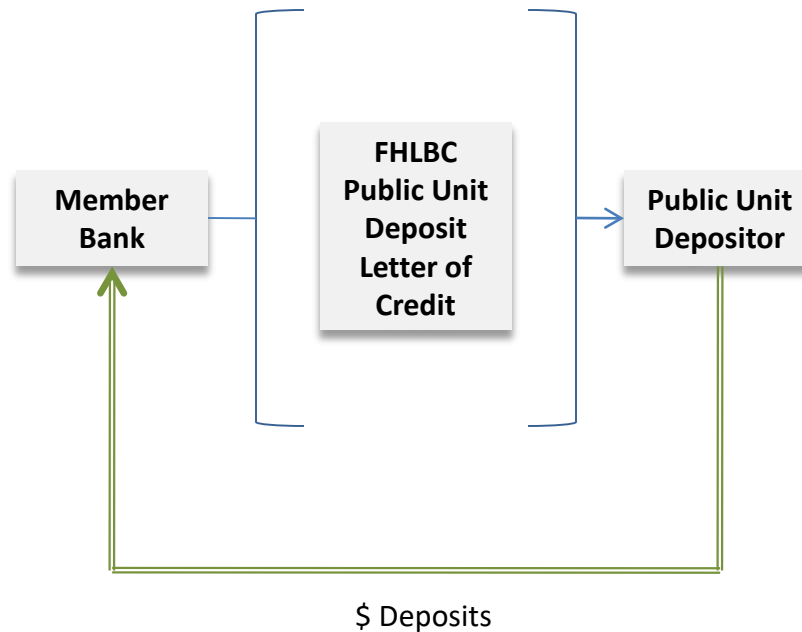 Member
Bank
FHLBC
Public Unit
Deposit
Letter of
Credit
Public Unit
Depositor
$ Deposits